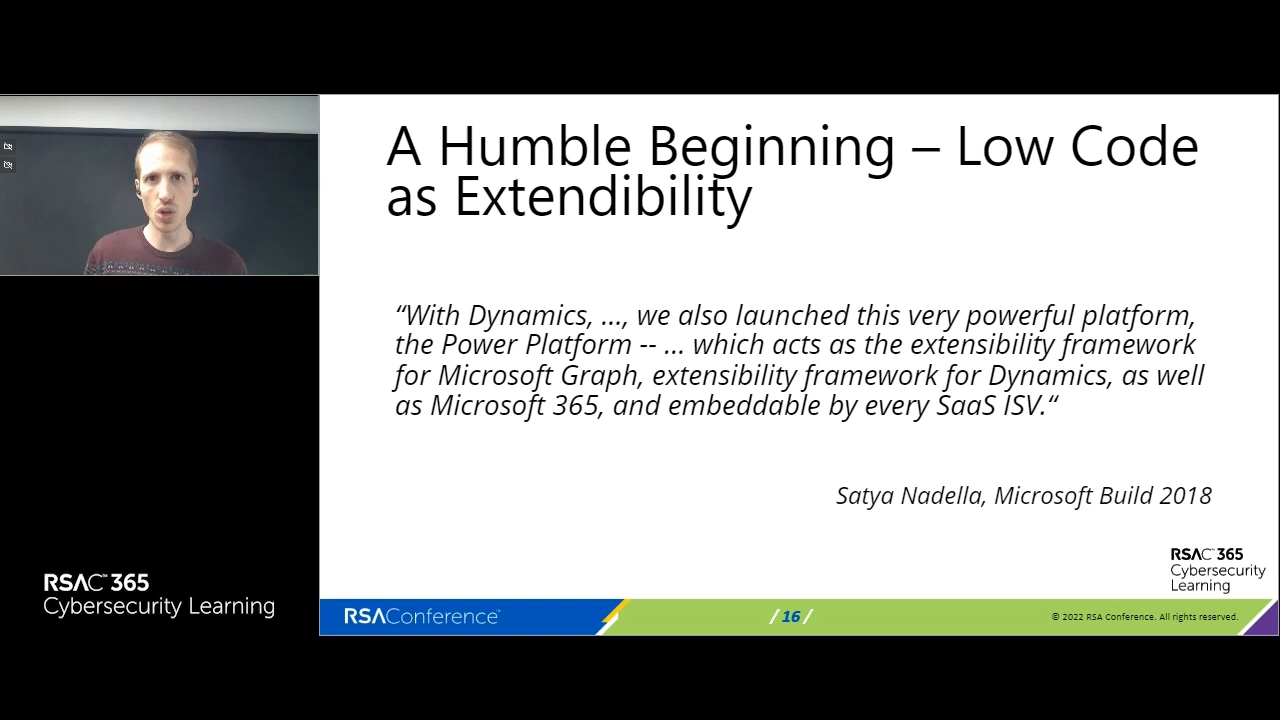 A Humble Beginning – Low Code
as Extendibility
“With Dynamics, ..., we also launched this very powerful platform,
the Power Platform -- ... which acts as the extensibility framework
for Microsoft Graph, extensibility framework for Dynamics, as well
as Microsoft 365, and embeddable by every SaaS ISV.“
Satya Nadella, Microsoft Build 2018
RSAC™ 365
Cybersecurity
Learning
RSAC™ 365
Cybersecurity Learning
RSAConference™
/ 16 /
© 2022 RSA Conference. All rights reserved.